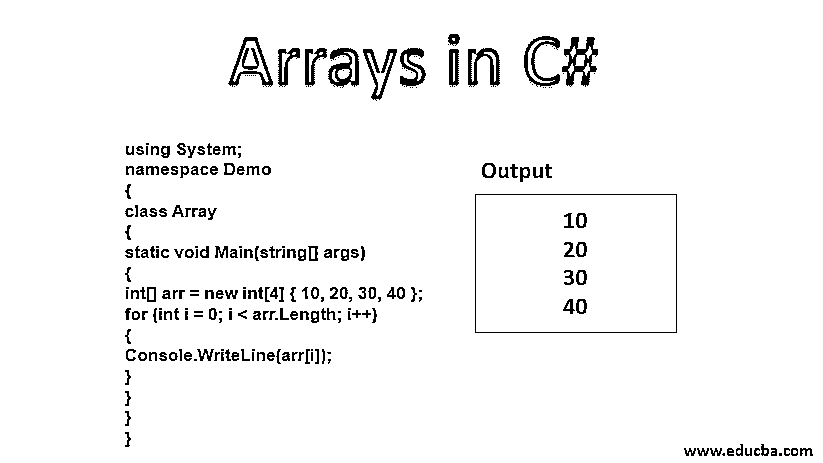 Arrays in C#
using System;
namespace Demo
{
class Array
{
static void Main(string[] args)
{
int[] arr = new int[4] { 10, 20, 30, 40 };
for (int i = 0; i < arr.Length; i++)
{
Console.WriteLine(arr[i]);
}
}
}
}
Output
10
20
30
40
www.educba.com